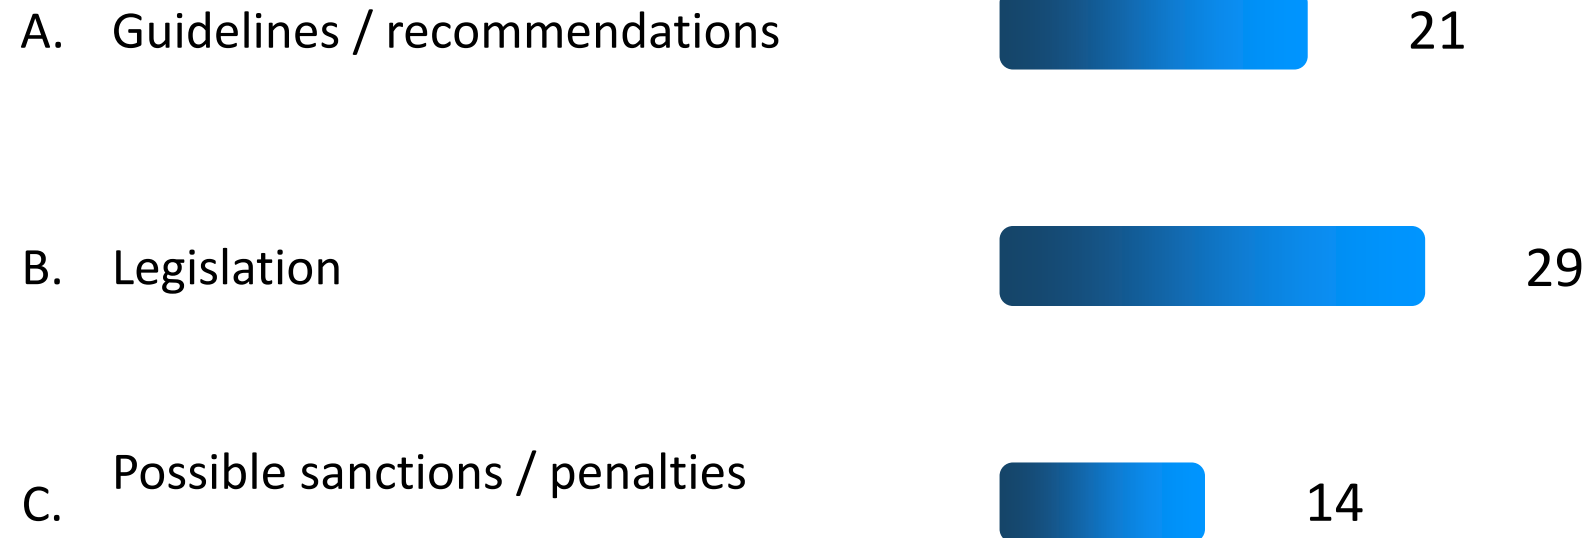 A. Guidelines / recommendations 21
B. Legislation 29
C. Possible sanctions / penalties 14